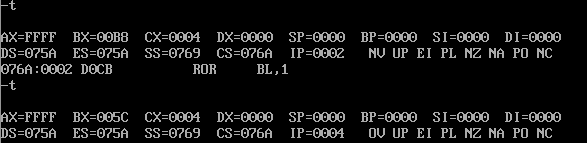 -t
AX=FFFF BX=00B8 CX=0004 DX=0000 SP=0000 BP=0000 SI=0000 DI=0000
DS=075A ES=075A SS=0769 CS=076A IP=0002 NV UP EI PL NZ NA PO NC
076A:0002 D0CB ROR BL,1
-t
AX=FFFF BX=005C CX=0004 DX=0000 SP=0000 BP=0000 SI=0000 DI=0000
DS=075A ES=075A SS=0769 CS=076A IP=0004 OV UP EI PL NZ NA PO NC